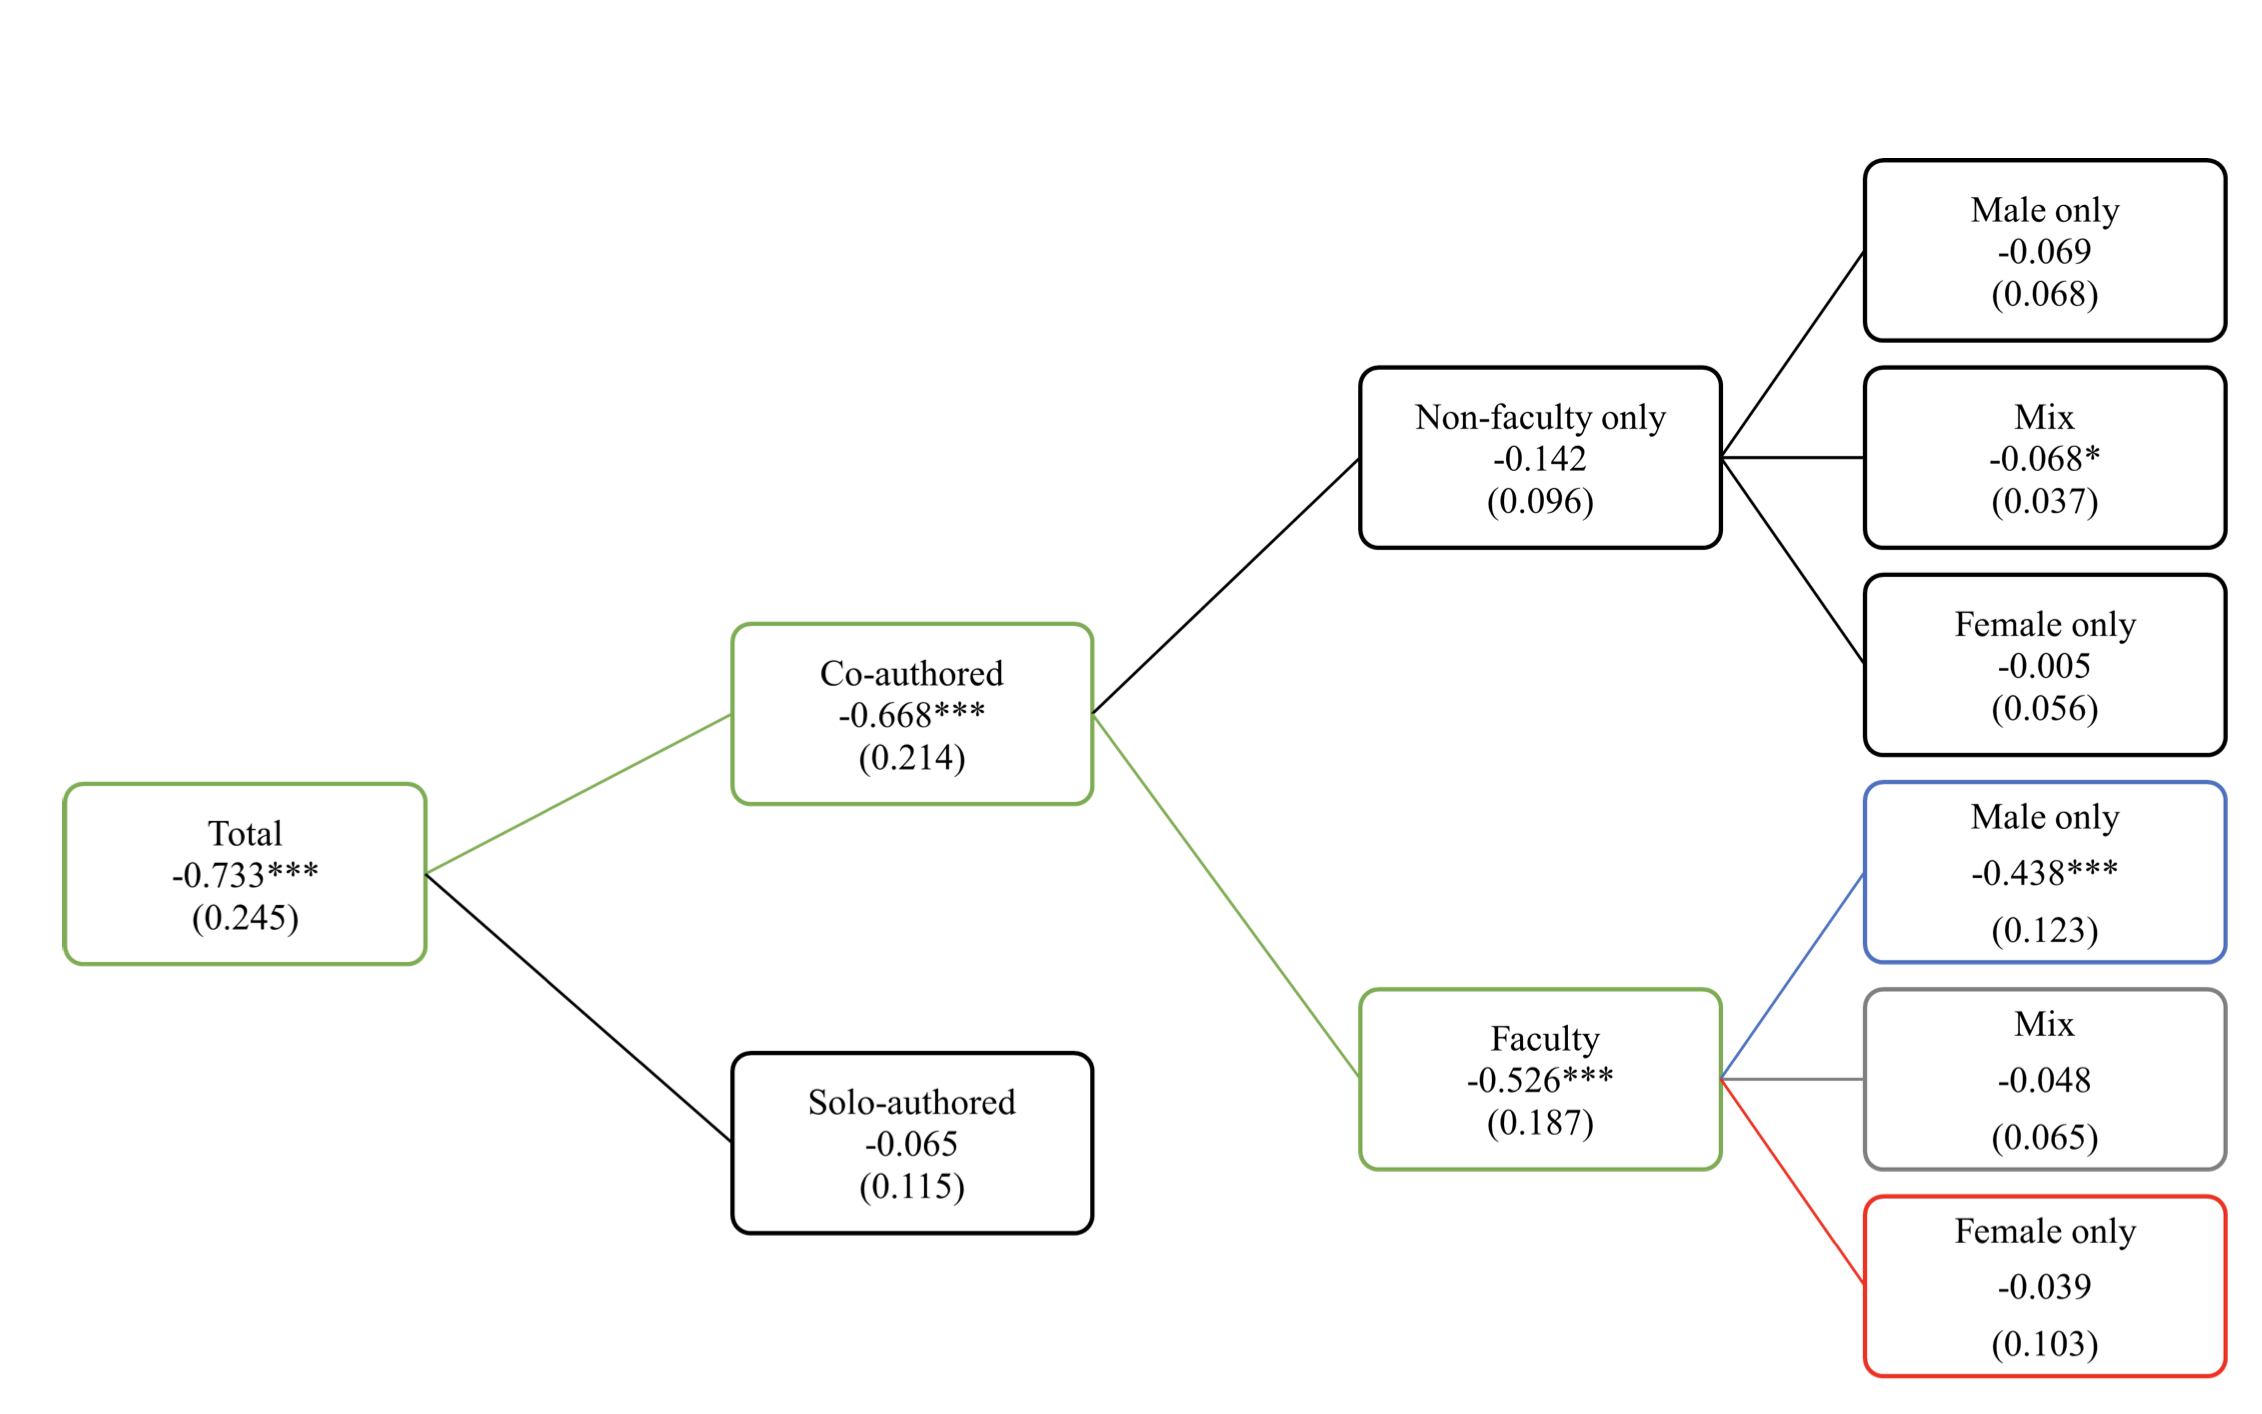 Total
-0.733***
(0.245)
Co-authored
-0.668***
(0.214)
Solo-authored
-0.065
(0.115)
Non-faculty only
-0.142
(0.096)
Faculty
-0.526***
(0.187)
Male only
-0.069
(0.068)
Mix
-0.068*
(0.037)
Female only
-0.005
(0.056)
Male only
-0.438***
(0.123)
Mix
-0.048
(0.065)
Female only
-0.039
(0.103)